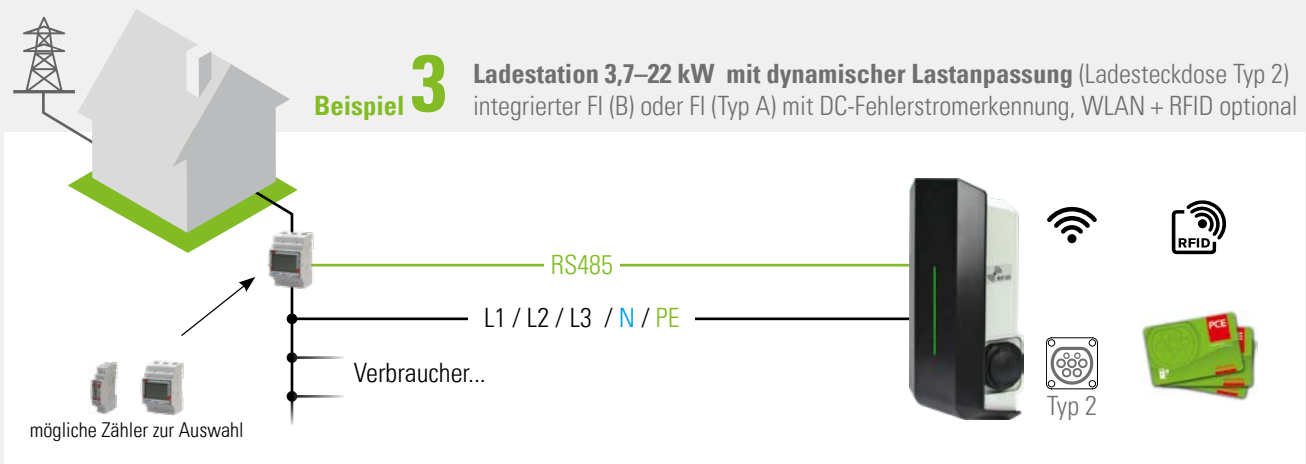 Beispiel 3
Ladestation 3,7–22 kW mit dynamischer Lastanpassung (Ladesteckdose Typ 2)
integrierter FI (B) oder FI (Typ A) mit DC-Fehlerstromerkennung, WLAN + RFID optional
RS485
RFID
L1 / L2 / L3 / N / PE
PCE
Verbraucher...
Typ 2
mögliche Zähler zur Auswahl